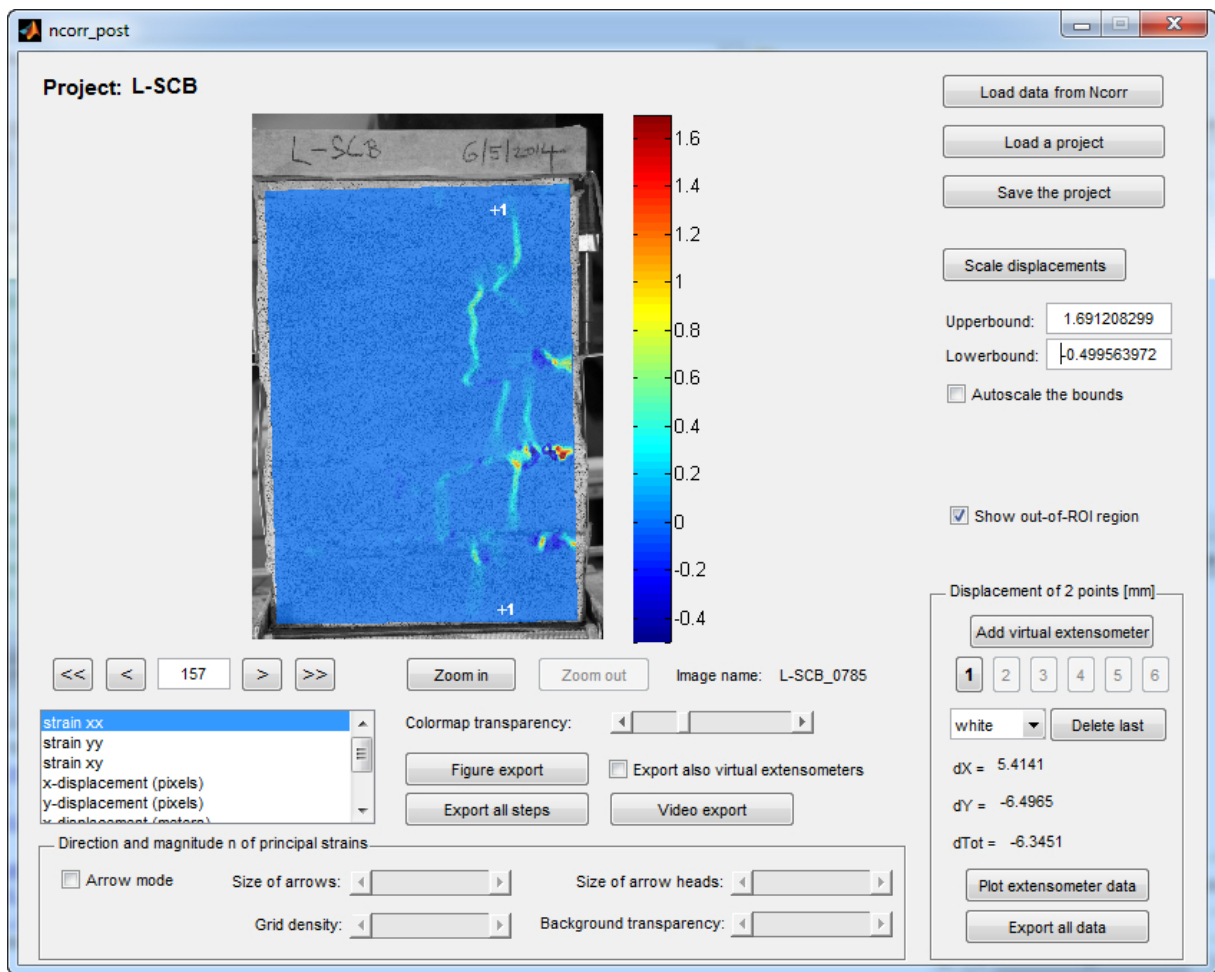 ncorr_post
Project: L-SCB
L-SCB 6/5/2014
+1
+1
1.6
1.4
1.2
1
0.8
0.6
0.4
0.2
0
-0.2
-0.4
Load data from Ncorr
Load a project
Save the project
Scale displacements
Upperbound: 1.691208299
Lowerbound: -0.499563972
Autoscale the bounds
Show out-of-ROI region
<< < 157 > >>
Zoom in Zoom out Image name: L-SCB_0785
strain xx
strain yy
strain xy
x-displacement (pixels)
y-displacement (pixels)
x-displacement (meters)
Colormap transparency:
Figure export Export also virtual extensometers
Export all steps Video export
Direction and magnitude n of principal strains
Arrow mode Size of arrows: Size of arrow heads:
Grid density: Background transparency:
Displacement of 2 points [mm]
Add virtual extensometer
1 2 3 4 5 6
white Delete last
dX = 5.4141
dY = -6.4965
dTot = -6.3451
Plot extensometer data
Export all data